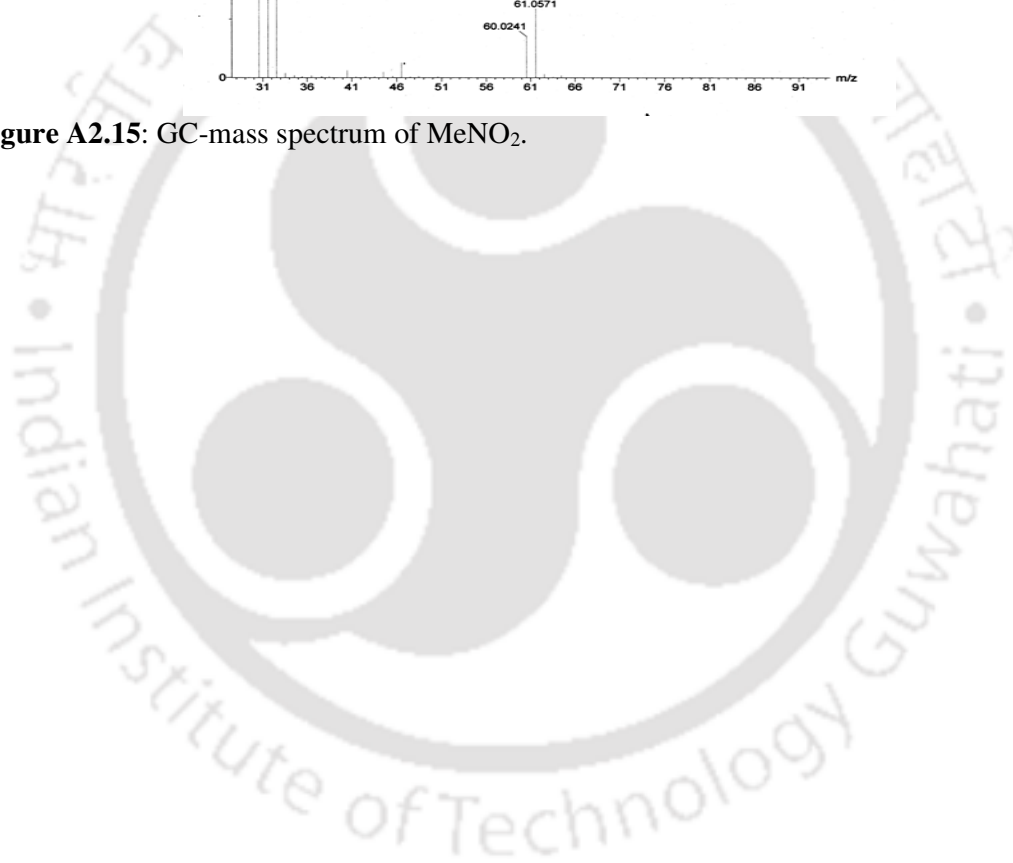 61.0571
60.0241
0
m/z
31 36 41 46 51 56 61 66 71 76 81 86 91
gure A2.15: GC-mass spectrum of MeNO₂.
Indian Institute of Technology Guwahati